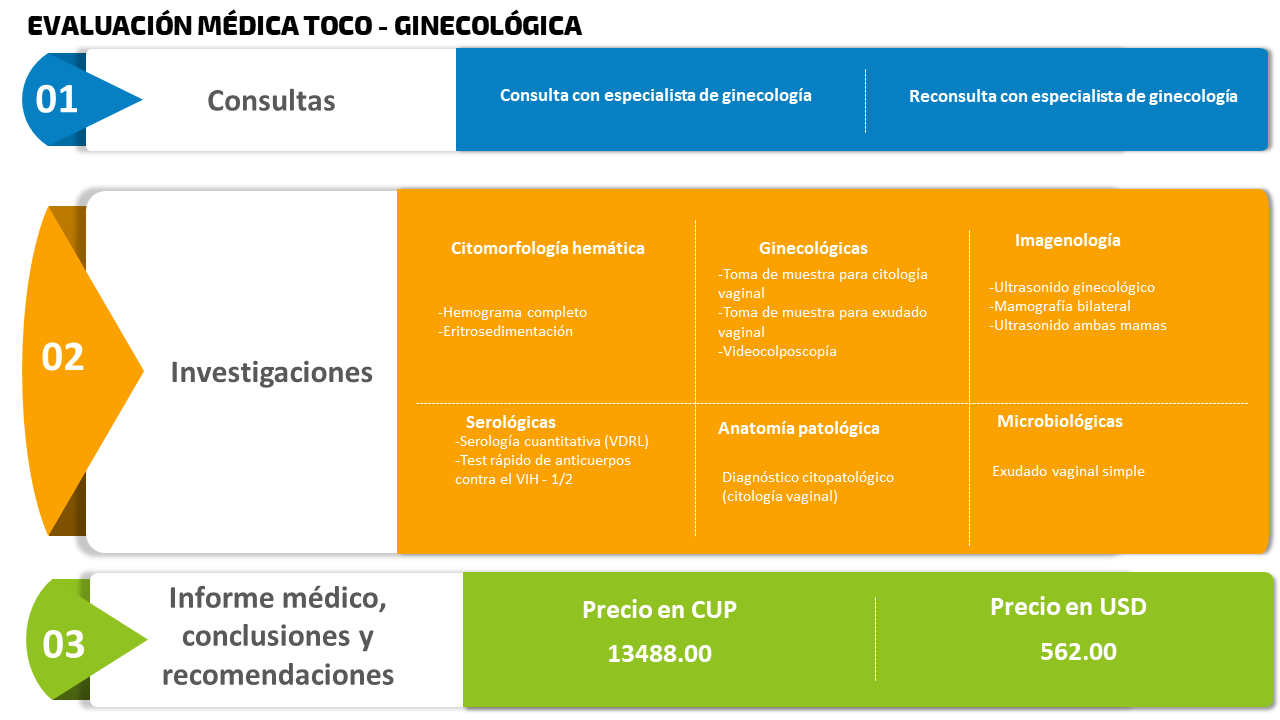 EVALUACIÓN MÉDICA TOCO - GINECOLÓGICA
01
Consultas
Consulta con especialista de ginecología
Reconsulta con especialista de ginecología
02
Investigaciones
Citomorfología hemática
-Hemograma completo
-Eritrosedimentación
Ginecológicas
-Toma de muestra para citología
vaginal
-Toma de muestra para exudado
vaginal
-Videocolposcopía
Imagenología
-Ultrasonido ginecológico
-Mamografía bilateral
-Ultrasonido ambas mamas
Serológicas
-Serología cuantitativa (VDRL)
-Test rápido de anticuerpos
contra el VIH - 1/2
Anatomía patológica
Diagnóstico citopatológico
(citología vaginal)
Microbiológicas
Exudado vaginal simple
03
Informe médico,
conclusiones y
recomendaciones
Precio en CUP
13488.00
Precio en USD
562.00